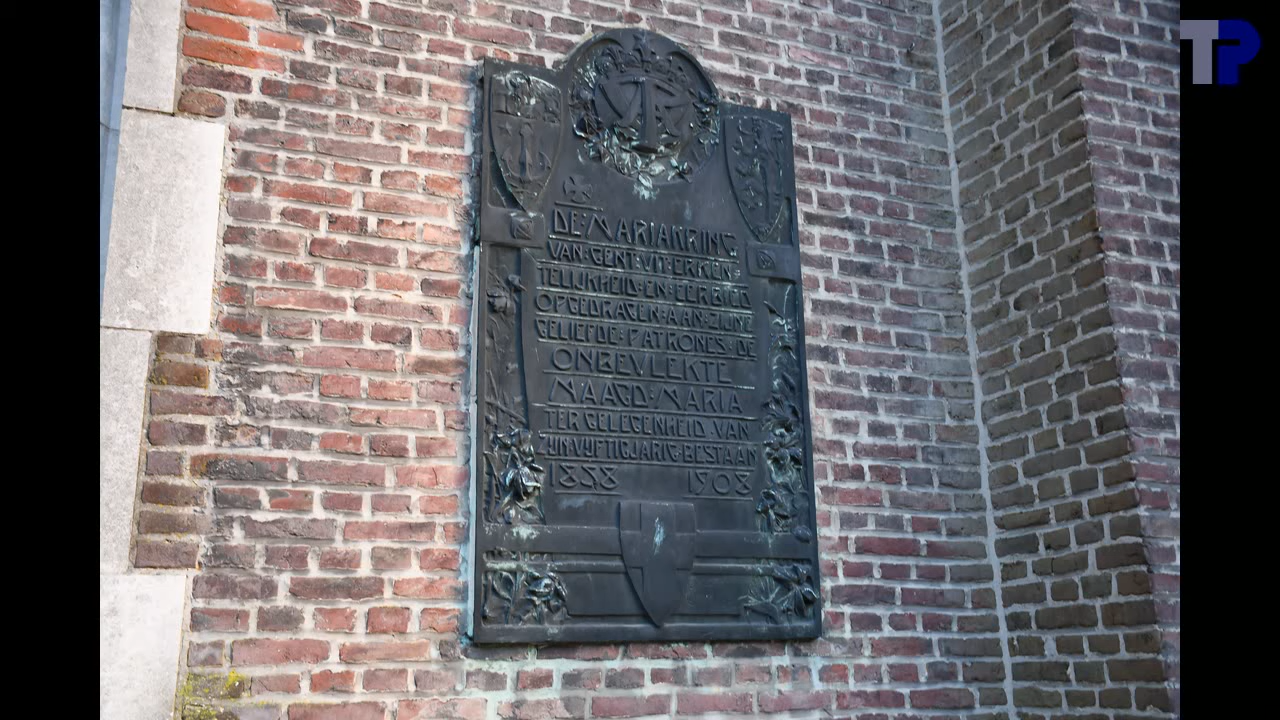 TP
DE·MARIAKRING
VAN·GENT·UIT·ERKEN=
TELIJKHEID·EN·EERBIED
OPGEDRAGEN·AAN·ZIJNE
GELIEFDE·PATRONES·DE
ONBEVLEKTE
MAAGD·MARIA
TER·GELEGENHEID·VAN
ZIJN·VIJFTIGJARIG·BESTAAN
1858 1908